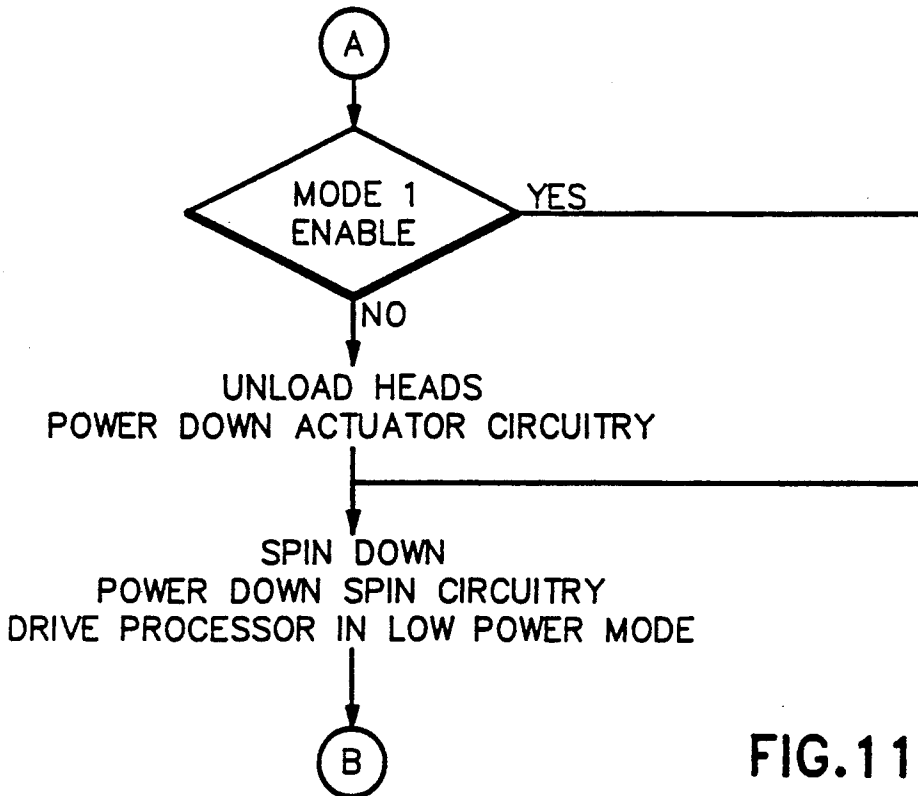 A
MODE 1
ENABLE
YES
NO
UNLOAD HEADS
POWER DOWN ACTUATOR CIRCUITRY
SPIN DOWN
POWER DOWN SPIN CIRCUITRY
DRIVE PROCESSOR IN LOW POWER MODE
B
FIG.11